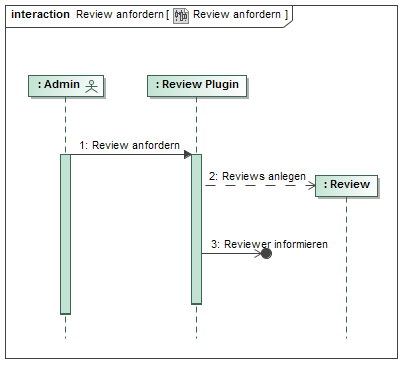 interaction Review anfordern [ Review anfordern ]
: Admin
: Review Plugin
1: Review anfordern
2: Reviews anlegen
: Review
3: Reviewer informieren